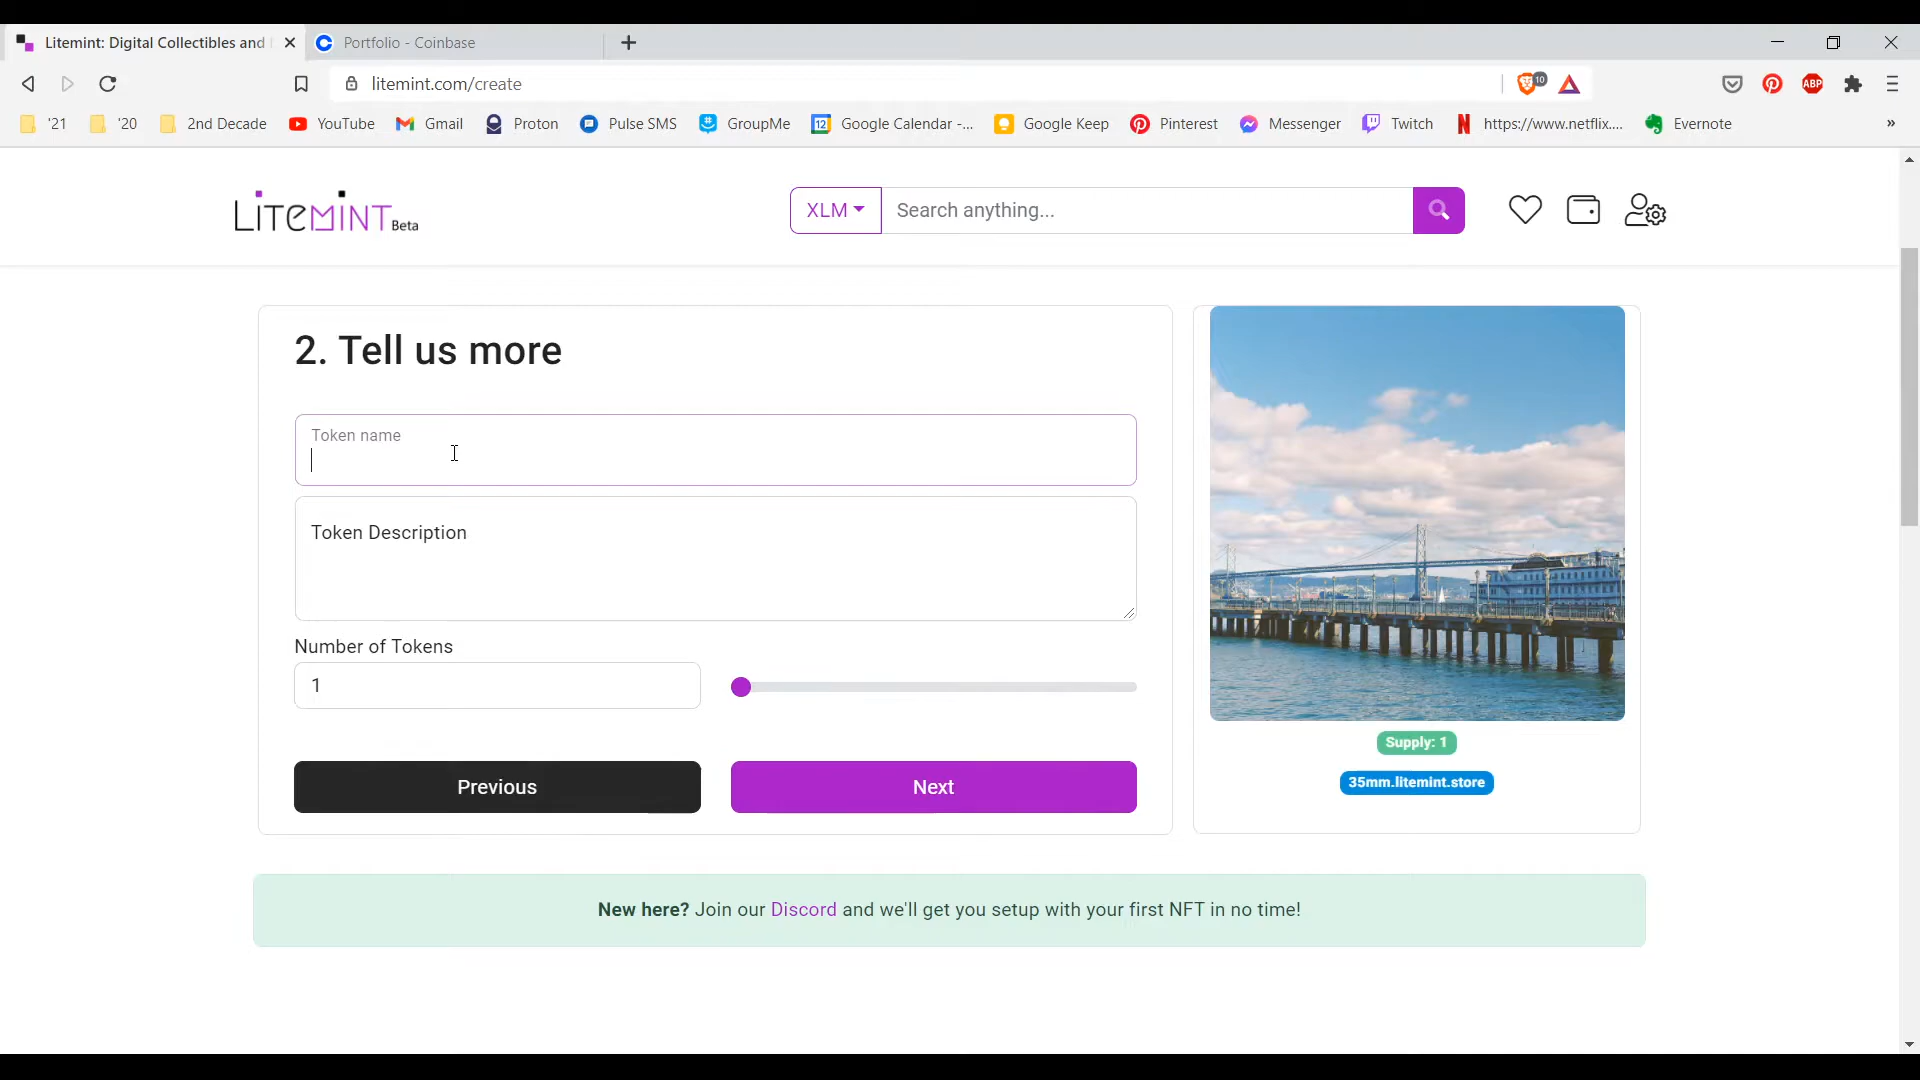 Litemint: Digital Collectibles and
Portfolio - Coinbase
litemint.com/create
10
ABP
'21
'20
2nd Decade
YouTube
Gmail
Proton
Pulse SMS
GroupMe
12
Google Calendar -...
Google Keep
Pinterest
Messenger
Twitch
https://www.netflix....
Evernote
»
LiTeMiNT Beta
XLM
Search anything...
2. Tell us more
Token name
Token Description
Number of Tokens
1
Previous
Next
Supply: 1
35mm.litemint.store
New here? Join our Discord and we'll get you setup with your first NFT in no time!